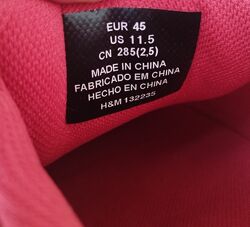 EUR 45
US 11.5
CN 285(2,5)
MADE IN CHINA
FABRICADO EM CHINA
HECHO EN CHINA
H&M 132235